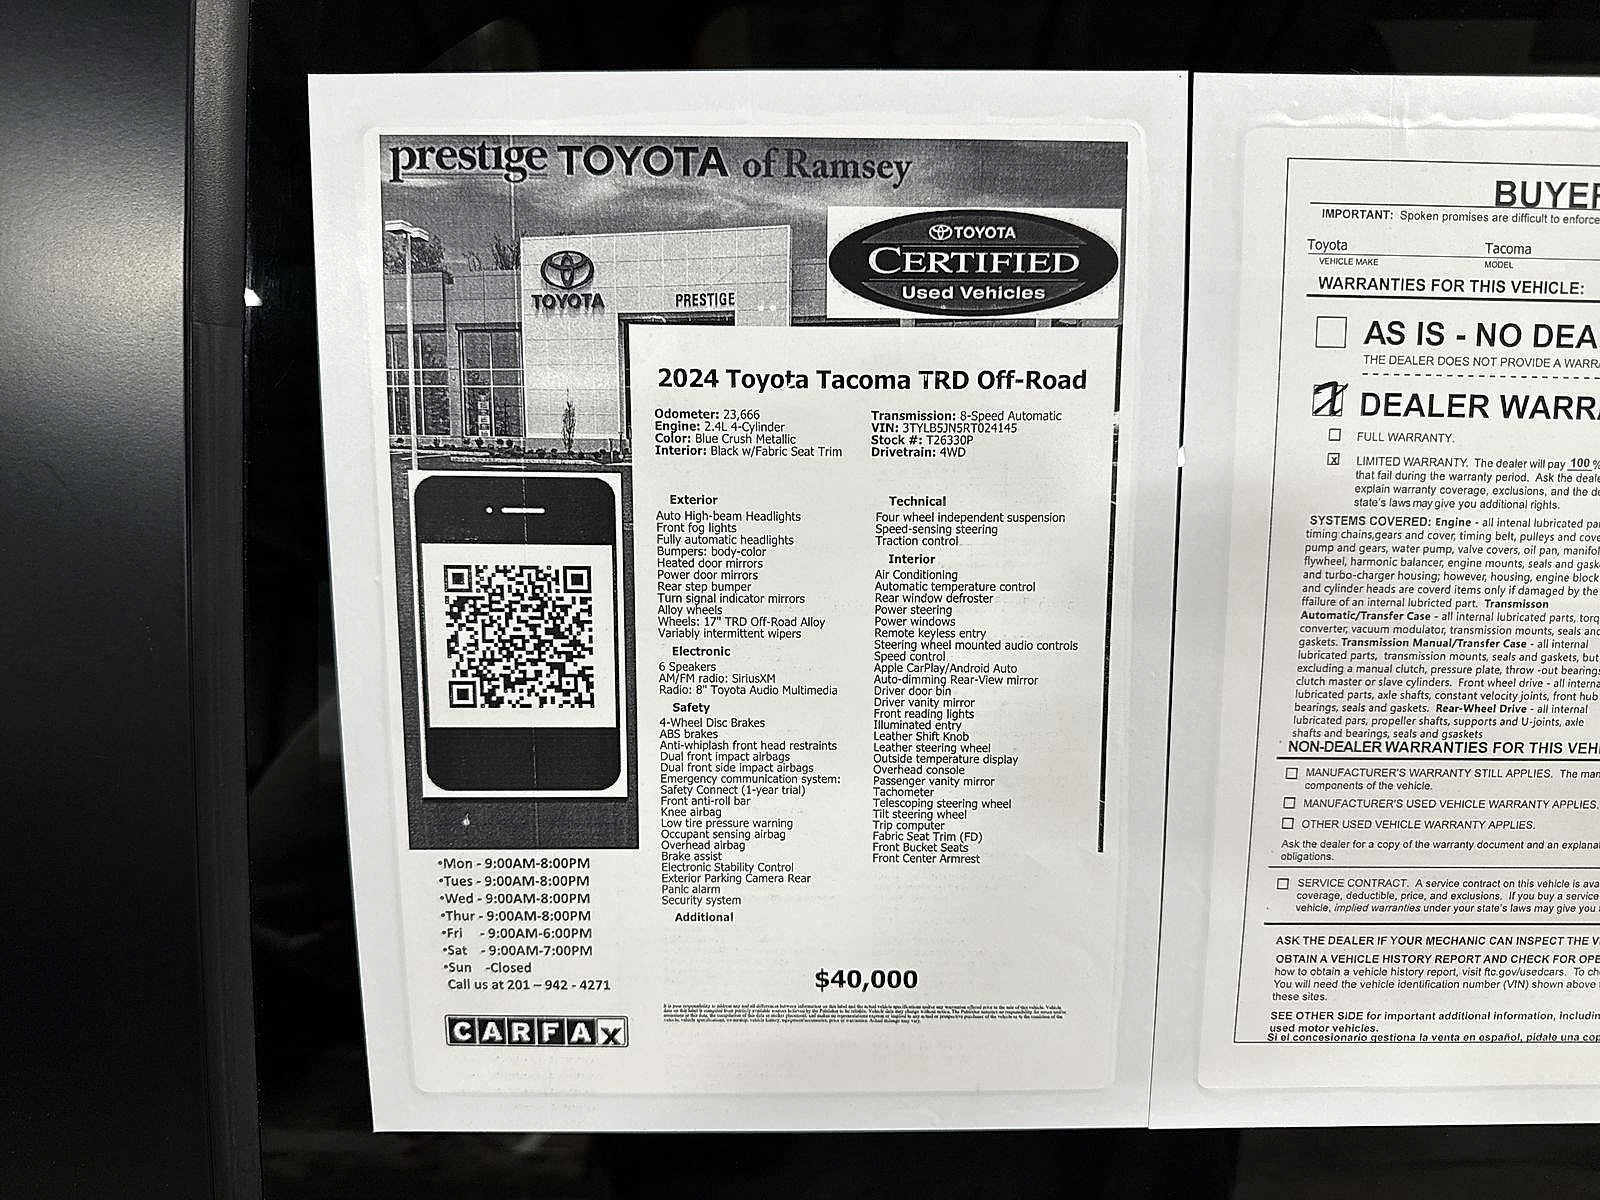 prestige TOYOTA of Ramsey
TOYOTA
CERTIFIED
Used Vehicles
TOYOTA
PRESTIGE
2024 Toyota Tacoma TRD Off-Road
Odometer: 23,666
Engine: 2.4L 4-Cylinder
Color: Blue Crush Metallic
Interior: Black w/Fabric Seat Trim
Transmission: 8-Speed Automatic
VIN: 3TYLB5JN5RT024145
Stock #: T26330P
Drivetrain: 4WD
Exterior
Auto High-beam Headlights
Front fog lights
Fully automatic headlights
Bumpers: body-color
Heated door mirrors
Power door mirrors
Rear step bumper
Turn signal indicator mirrors
Alloy wheels
Wheels: 17" TRD Off-Road Alloy
Variably intermittent wipers
Electronic
6 Speakers
AM/FM radio: SiriusXM
Radio: 8" Toyota Audio Multimedia
Safety
4-Wheel Disc Brakes
ABS brakes
Anti-whiplash front head restraints
Dual front impact airbags
Dual front side impact airbags
Emergency communication system:
Safety Connect (1-year trial)
Front anti-roll bar
Knee airbag
Low tire pressure warning
Occupant sensing airbag
Overhead airbag
Brake assist
Electronic Stability Control
Exterior Parking Camera Rear
Panic alarm
Security system
Additional
Technical
Four wheel independent suspension
Speed-sensing steering
Traction control
Interior
Air Conditioning
Automatic temperature control
Rear window defroster
Power steering
Power windows
Remote keyless entry
Steering wheel mounted audio controls
Speed control
Apple CarPlay/Android Auto
Auto-dimming Rear-View mirror
Driver door bin
Driver vanity mirror
Front reading lights
Illuminated entry
Leather Shift Knob
Leather steering wheel
Outside temperature display
Overhead console
Passenger vanity mirror
Tachometer
Telescoping steering wheel
Tilt steering wheel
Trip computer
Fabric Seat Trim (FD)
Front Bucket Seats
Front Center Armrest
$40,000
•Mon - 9:00AM-8:00PM
•Tues - 9:00AM-8:00PM
•Wed - 9:00AM-8:00PM
•Thur - 9:00AM-8:00PM
•Fri - 9:00AM-6:00PM
•Sat - 9:00AM-7:00PM
•Sun -Closed
Call us at 201 – 942 - 4271
CARFAX
BUYER
IMPORTANT: Spoken promises are difficult to enforce
Toyota Tacoma
VEHICLE MAKE MODEL
WARRANTIES FOR THIS VEHICLE:
AS IS - NO DEA
THE DEALER DOES NOT PROVIDE A WARRA
DEALER WARRA
FULL WARRANTY.
X LIMITED WARRANTY. The dealer will pay 100 %
that fail during the warranty period. Ask the deale
explain warranty coverage, exclusions, and the de
state's laws may give you additional rights.
SYSTEMS COVERED: Engine - all intenal lubricated par
timing chains,gears and cover, timing belt, pulleys and cove
pump and gears, water pump, valve covers, oil pan, manifol
flywheel, harmonic balancer, engine mounts, seals and gask
and turbo-charger housing; however, housing, engine block
and cylinder heads are coverd items only if damaged by the
ffailure of an internal lubricted part. Transmisson
Automatic/Transfer Case - all internal lubricated parts, torq
converter, vacuum modulator, transmission mounts, seals and
gaskets. Transmission Manual/Transfer Case - all internal
lubricated parts, transmission mounts, seals and gaskets, but
excluding a manual clutch, pressure plate, throw -out bearings
clutch master or slave cylinders. Front wheel drive - all interna
lubricated parts, axle shafts, constant velocity joints, front hub
bearings, seals and gaskets. Rear-Wheel Drive - all internal
lubricated pars, propeller shafts, supports and U-joints, axle
shafts and bearings, seals and gsaskets
NON-DEALER WARRANTIES FOR THIS VEHI
MANUFACTURER'S WARRANTY STILL APPLIES. The man
components of the vehicle.
MANUFACTURER'S USED VEHICLE WARRANTY APPLIES.
OTHER USED VEHICLE WARRANTY APPLIES.
Ask the dealer for a copy of the warranty document and an explanat
obligations.
SERVICE CONTRACT. A service contract on this vehicle is ava
coverage, deductible, price, and exclusions. If you buy a service
vehicle, implied warranties under your state's laws may give you
ASK THE DEALER IF YOUR MECHANIC CAN INSPECT THE V
OBTAIN A VEHICLE HISTORY REPORT AND CHECK FOR OPE
how to obtain a vehicle history report, visit ftc.gov/usedcars. To ch
You will need the vehicle identification number (VIN) shown above
these sites.
SEE OTHER SIDE for important additional information, includin
used motor vehicles.
Si el concesionario gestiona la venta en español, pídale una cop